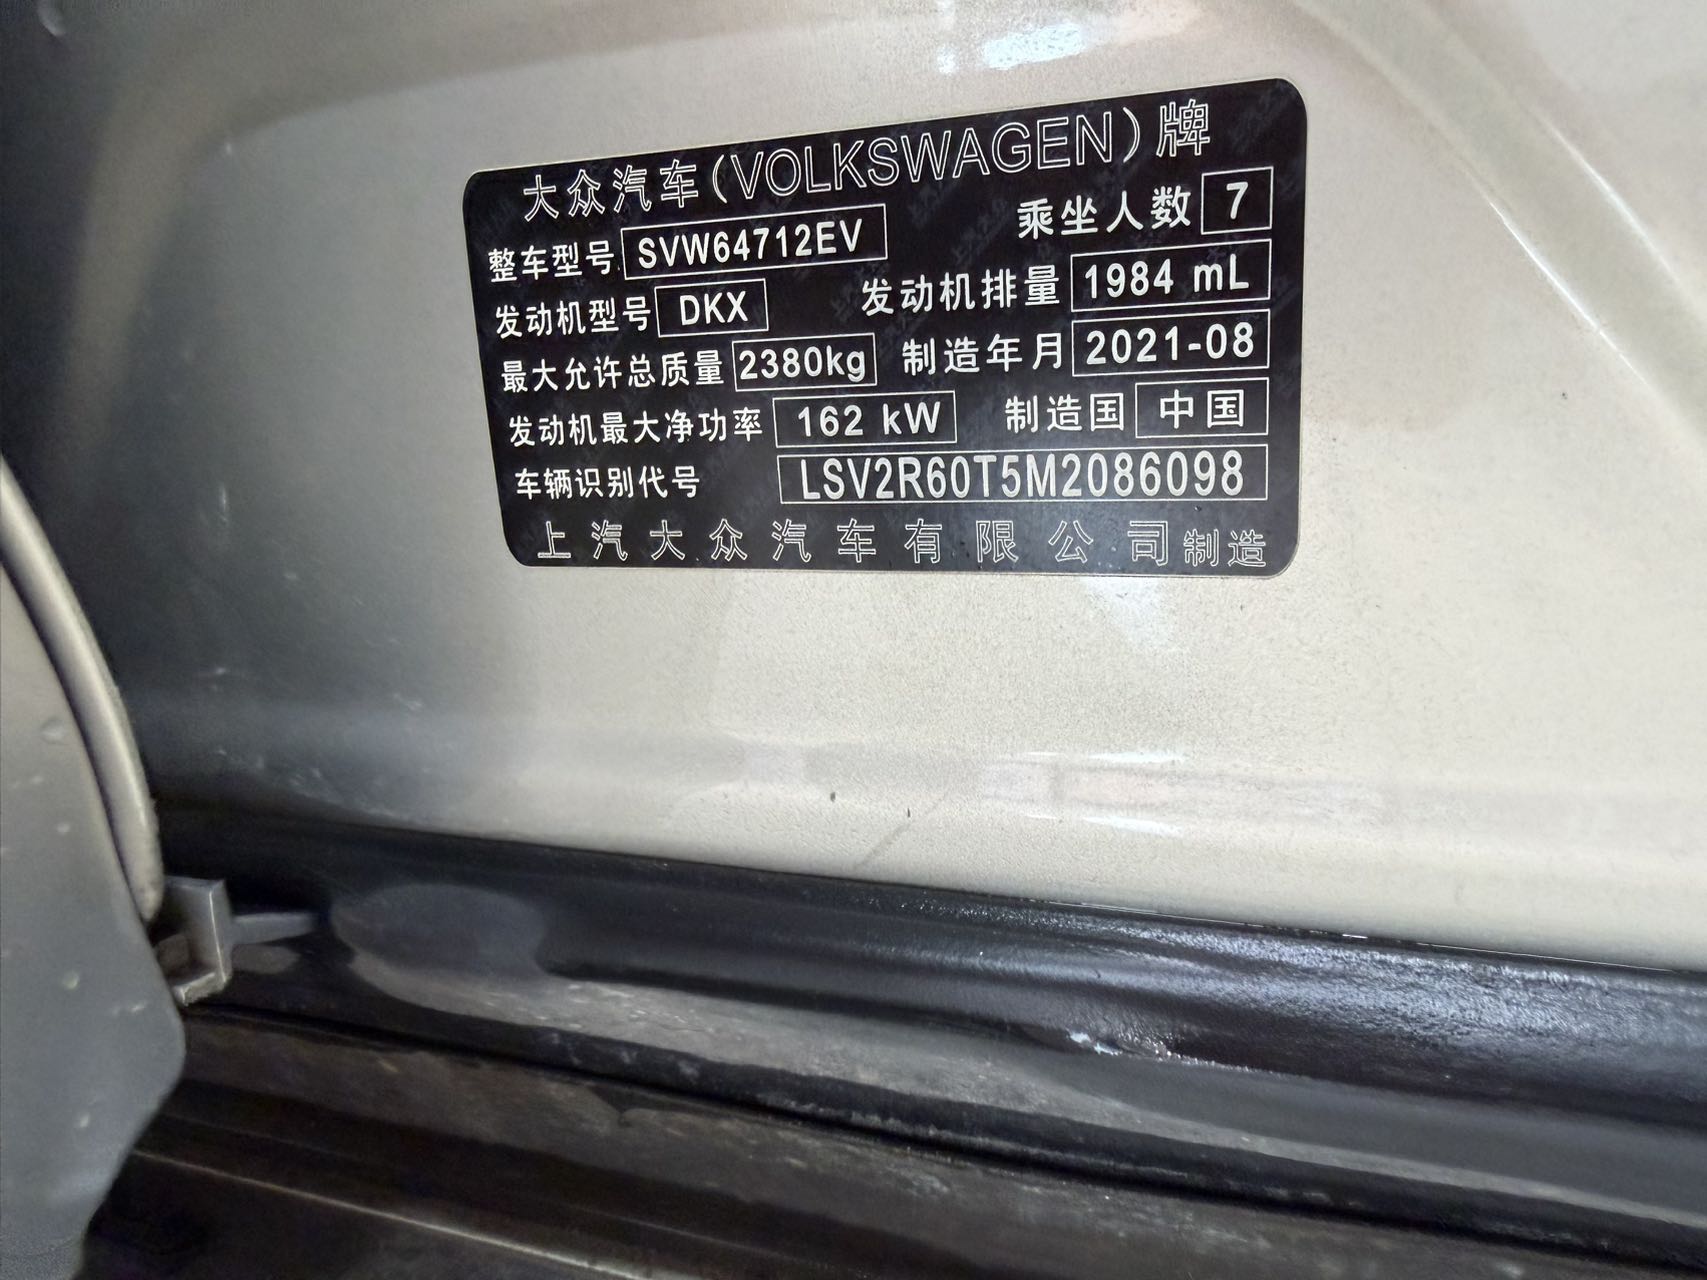 大众汽车(VOLKSWAGEN)牌
整车型号 SVW64712EV 乘坐人数 7
发动机型号 DKX 发动机排量 1984 mL
最大允许总质量 2380kg 制造年月 2021-08
发动机最大净功率 162 kW 制造国 中国
车辆识别代号 LSV2R60T5M2086098
上汽大众汽车有限公司制造